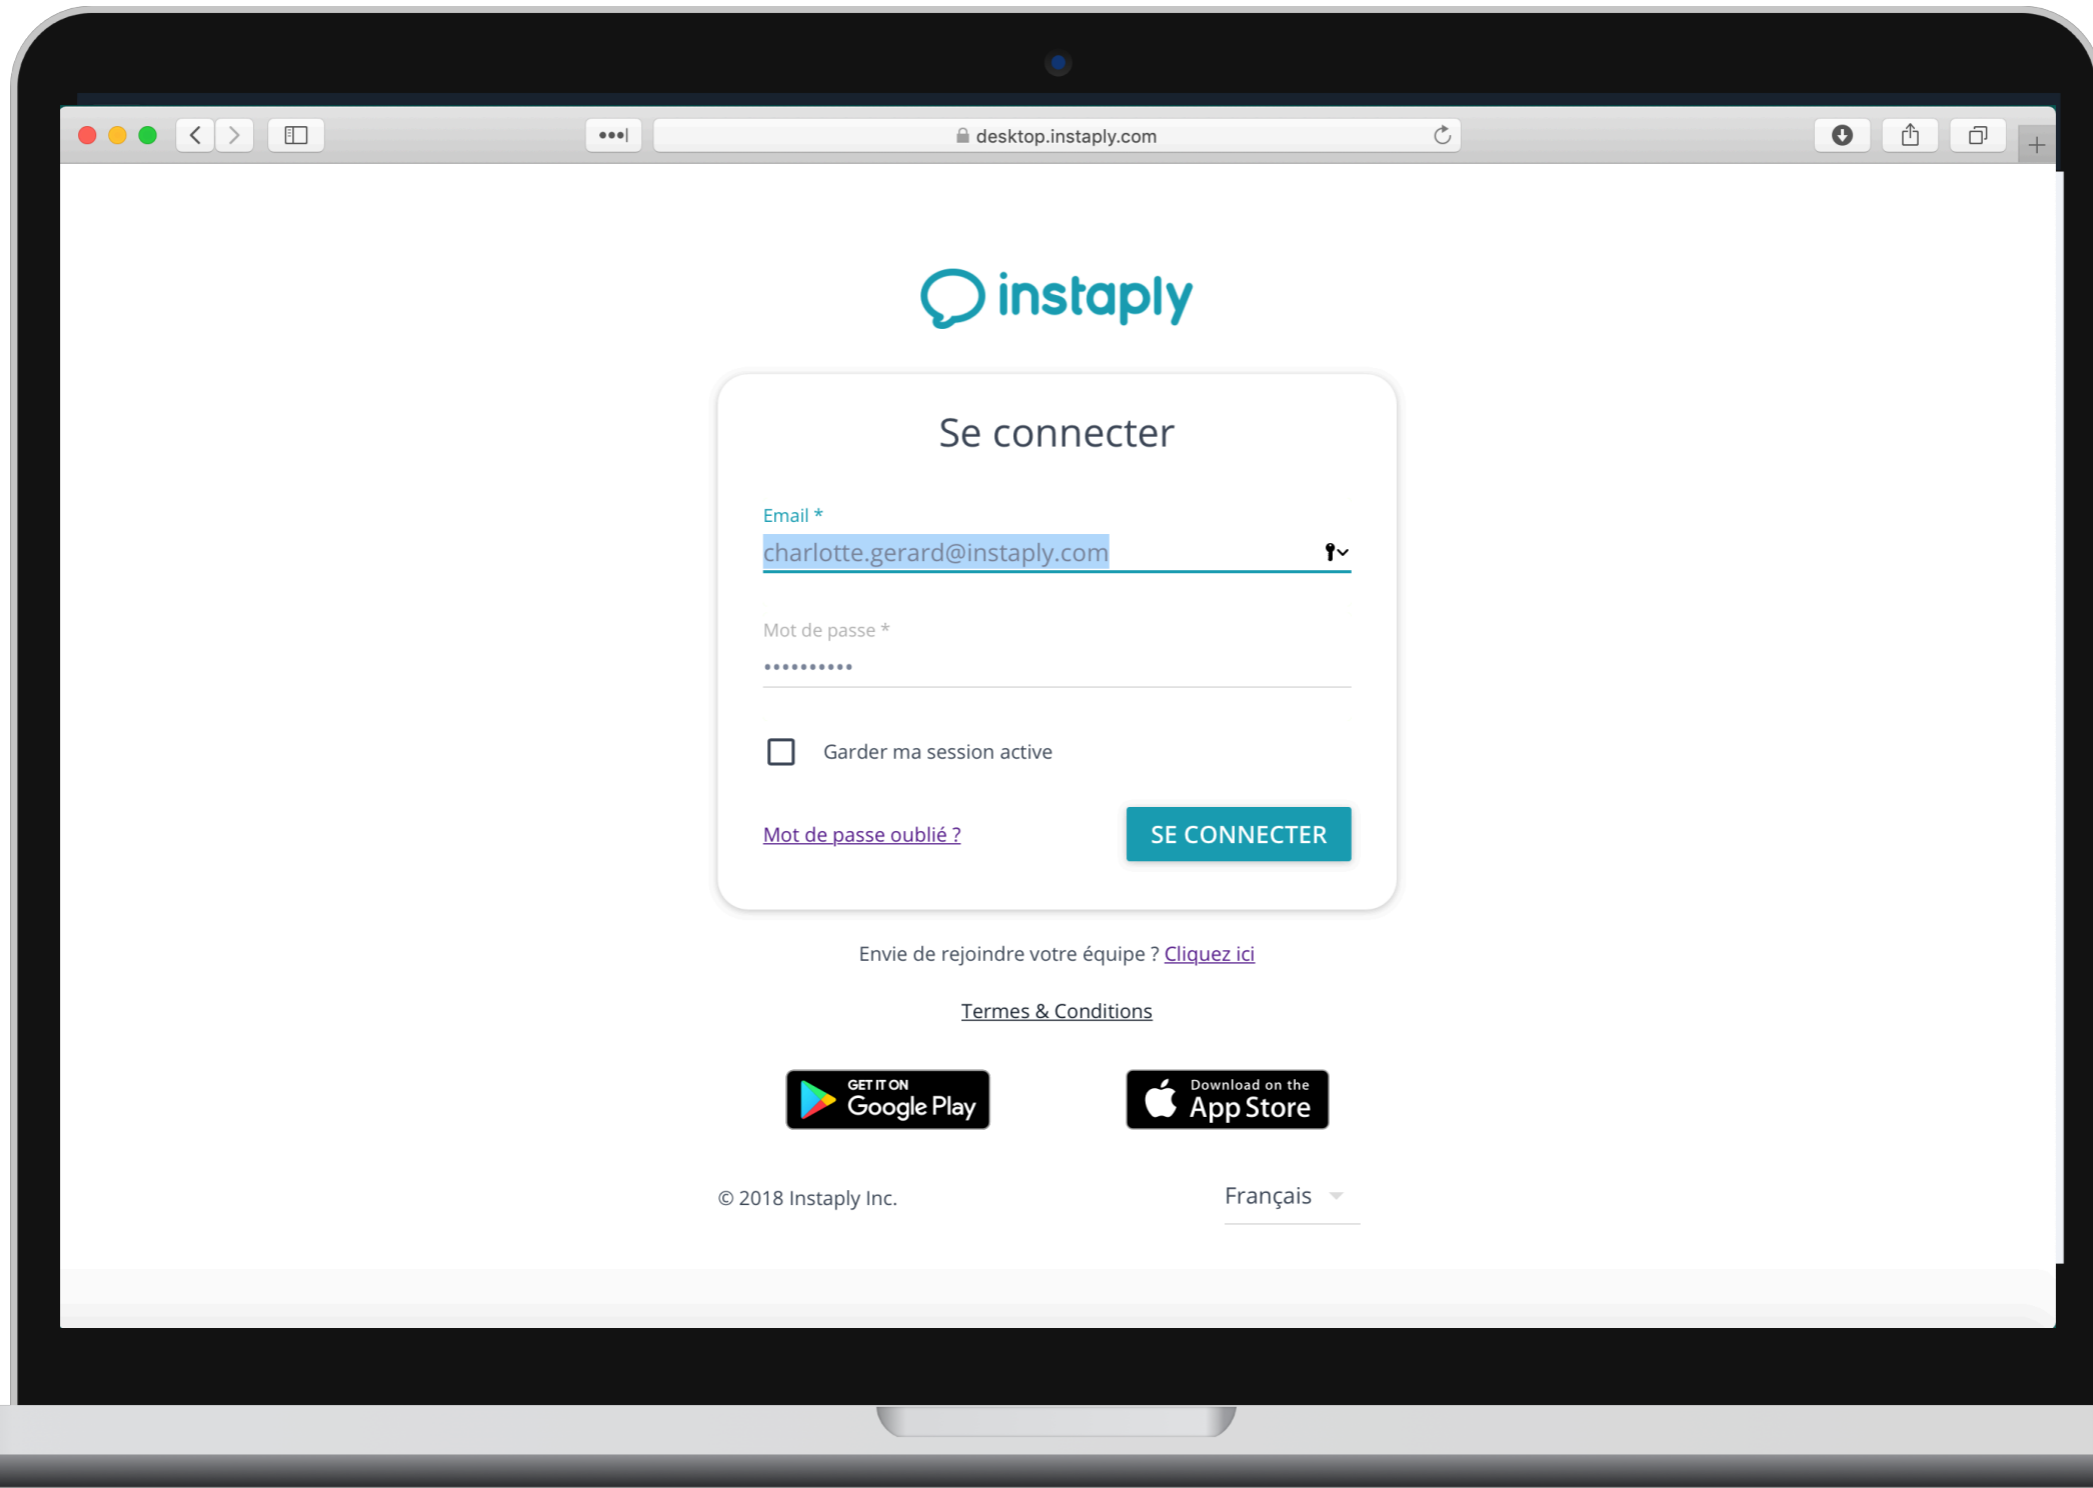 desktop.instaply.com
instaply
Se connecter
Email *
charlotte.gerard@instaply.com
Mot de passe *
••••••••••
Garder ma session active
Mot de passe oublié ?
SE CONNECTER
Envie de rejoindre votre équipe ? Cliquez ici
Termes & Conditions
GET IT ON
Google Play
Download on the
App Store
© 2018 Instaply Inc.
Français